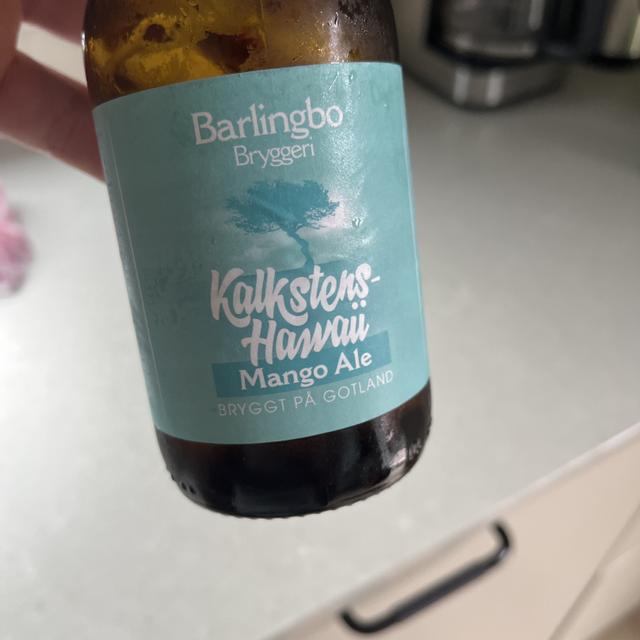 Barlingbo
Bryggeri
Kalkstens-
Hawaii
Mango Ale
BRYGGT PÅ GOTLAND